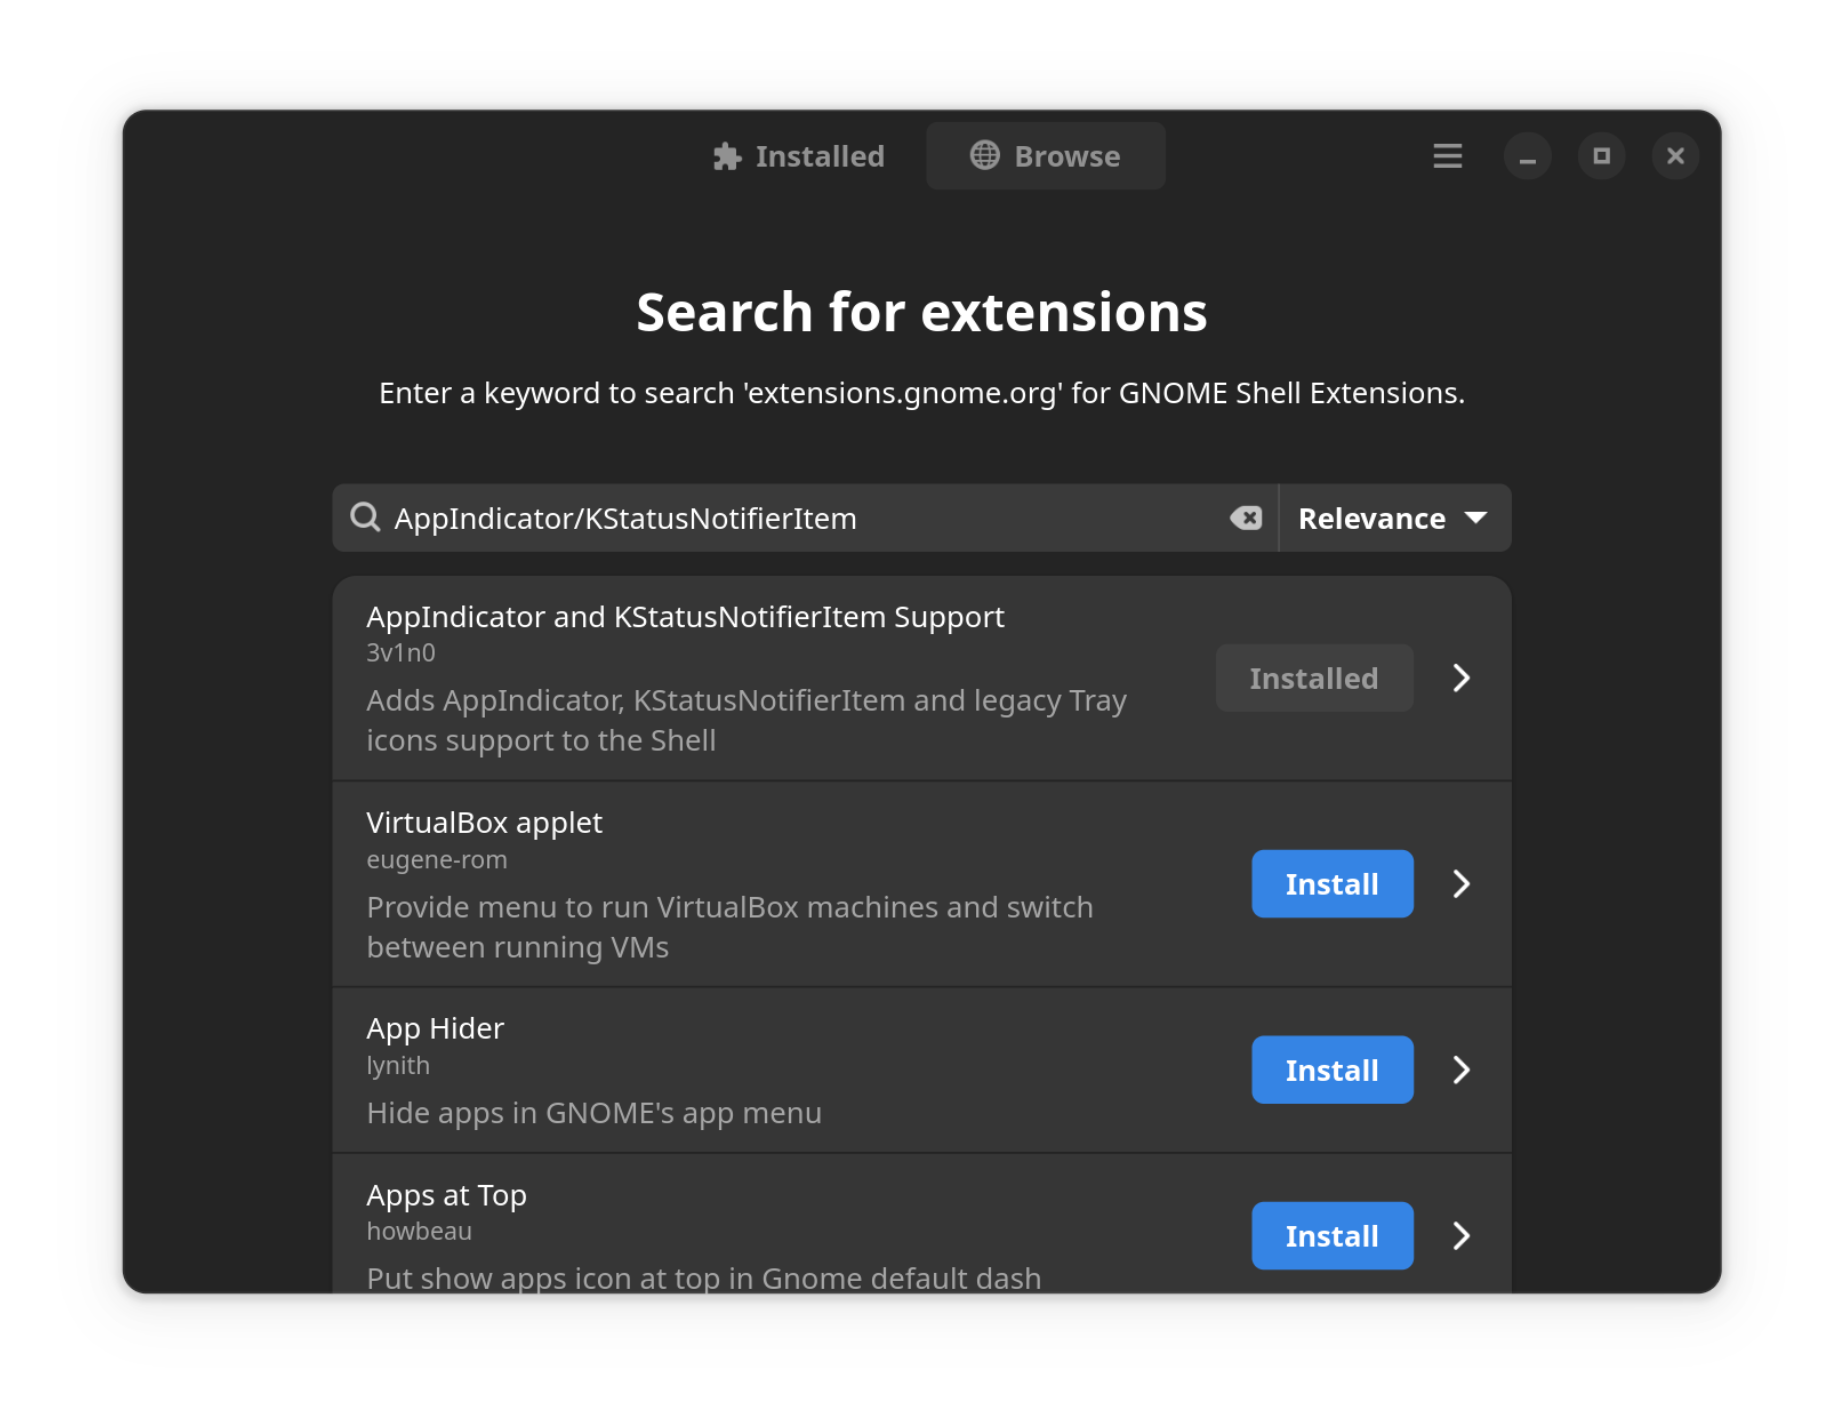 Installed
Browse
Search for extensions
Enter a keyword to search 'extensions.gnome.org' for GNOME Shell Extensions.
AppIndicator/KStatusNotifierItem
Relevance
AppIndicator and KStatusNotifierItem Support
3v1n0
Adds AppIndicator, KStatusNotifierItem and legacy Tray
icons support to the Shell
Installed
VirtualBox applet
eugene-rom
Provide menu to run VirtualBox machines and switch
between running VMs
Install
App Hider
lynith
Hide apps in GNOME's app menu
Install
Apps at Top
howbeau
Put show apps icon at top in Gnome default dash
Install